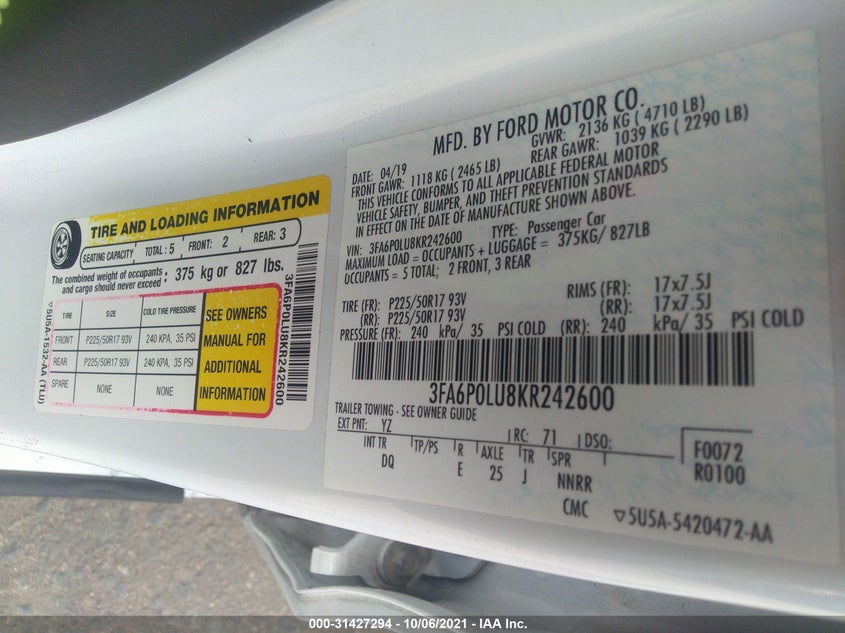 TIRE AND LOADING INFORMATION
SEATING CAPACITY TOTAL: 5 FRONT: 2 REAR: 3
The combined weight of occupants and cargo should never exceed: 375 kg or 827 lbs.
TIRE SIZE COLD TIRE PRESSURE
FRONT P225/50R17 93V 240 KPA, 35 PSI
REAR P225/50R17 93V 240 KPA, 35 PSI
SPARE NONE NONE
SEE OWNERS
MANUAL FOR
ADDITIONAL
INFORMATION
▽5U5A-1532-AA (TLU)
3FA6P0LU8KR242600
MFD. BY FORD MOTOR CO.
DATE: 04/19 GVWR: 2136 KG ( 4710 LB)
FRONT GAWR: 1118 KG ( 2465 LB) REAR GAWR: 1039 KG ( 2290 LB)
THIS VEHICLE CONFORMS TO ALL APPLICABLE FEDERAL MOTOR
VEHICLE SAFETY, BUMPER, AND THEFT PREVENTION STANDARDS
IN EFFECT ON THE DATE OF MANUFACTURE SHOWN ABOVE.
VIN: 3FA6P0LU8KR242600 TYPE: Passenger Car
MAXIMUM LOAD = OCCUPANTS + LUGGAGE = 375KG/ 827LB
OCCUPANTS = 5 TOTAL; 2 FRONT, 3 REAR
TIRE (FR): P225/50R17 93V RIMS (FR): 17x7.5J
(RR): P225/50R17 93V (RR): 17x7.5J
PRESSURE (FR): 240 kPa/ 35 PSI COLD (RR): 240 kPa/ 35 PSI COLD
3FA6P0LU8KR242600
TRAILER TOWING - SEE OWNER GUIDE
EXT PNT: YZ RC: 71 DSO:
INT TR TP/PS R AXLE TR SPR
DQ E 25 J NNRR
F0072
R0100
CMC ▽5U5A-5420472-AA
000-31427294 - 10/06/2021 - IAA Inc.